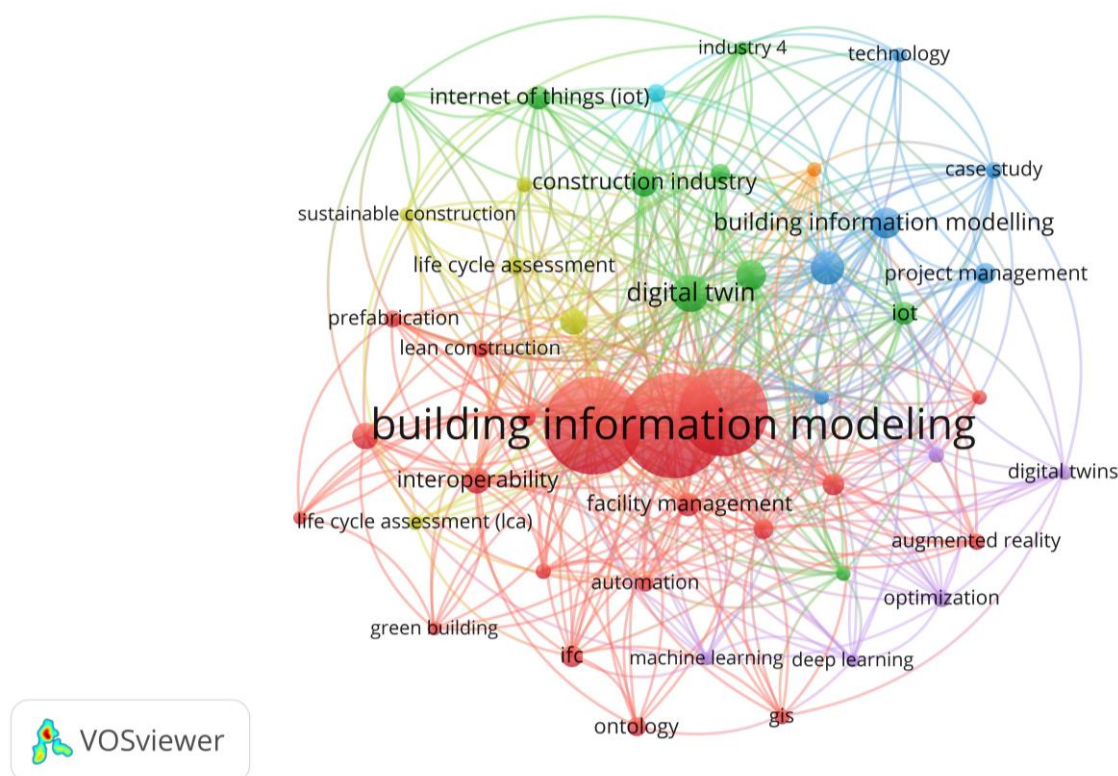 industry 4
technology
internet of things (iot)
case study
construction industry
sustainable construction
building information modelling
life cycle assessment
project management
digital twin
iot
prefabrication
lean construction
building information modeling
digital twins
interoperability
facility management
life cycle assessment (lca)
augmented reality
automation
optimization
green building
ifc
machine learning
deep learning
gis
ontology
VOSviewer